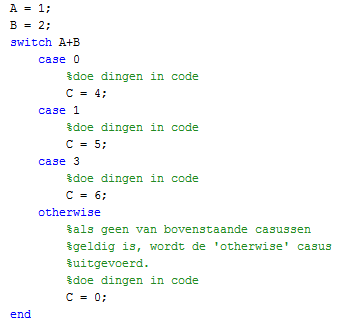 A = 1;
B = 2;
switch A+B
    case 0
        %doe dingen in code
        C = 4;
    case 1
        %doe dingen in code
        C = 5;
    case 3
        %doe dingen in code
        C = 6;
    otherwise
        %als geen van bovenstaande casussen
        %geldig is, wordt de 'otherwise' casus
        %uitgevoerd.
        %doe dingen in code
        C = 0;
end